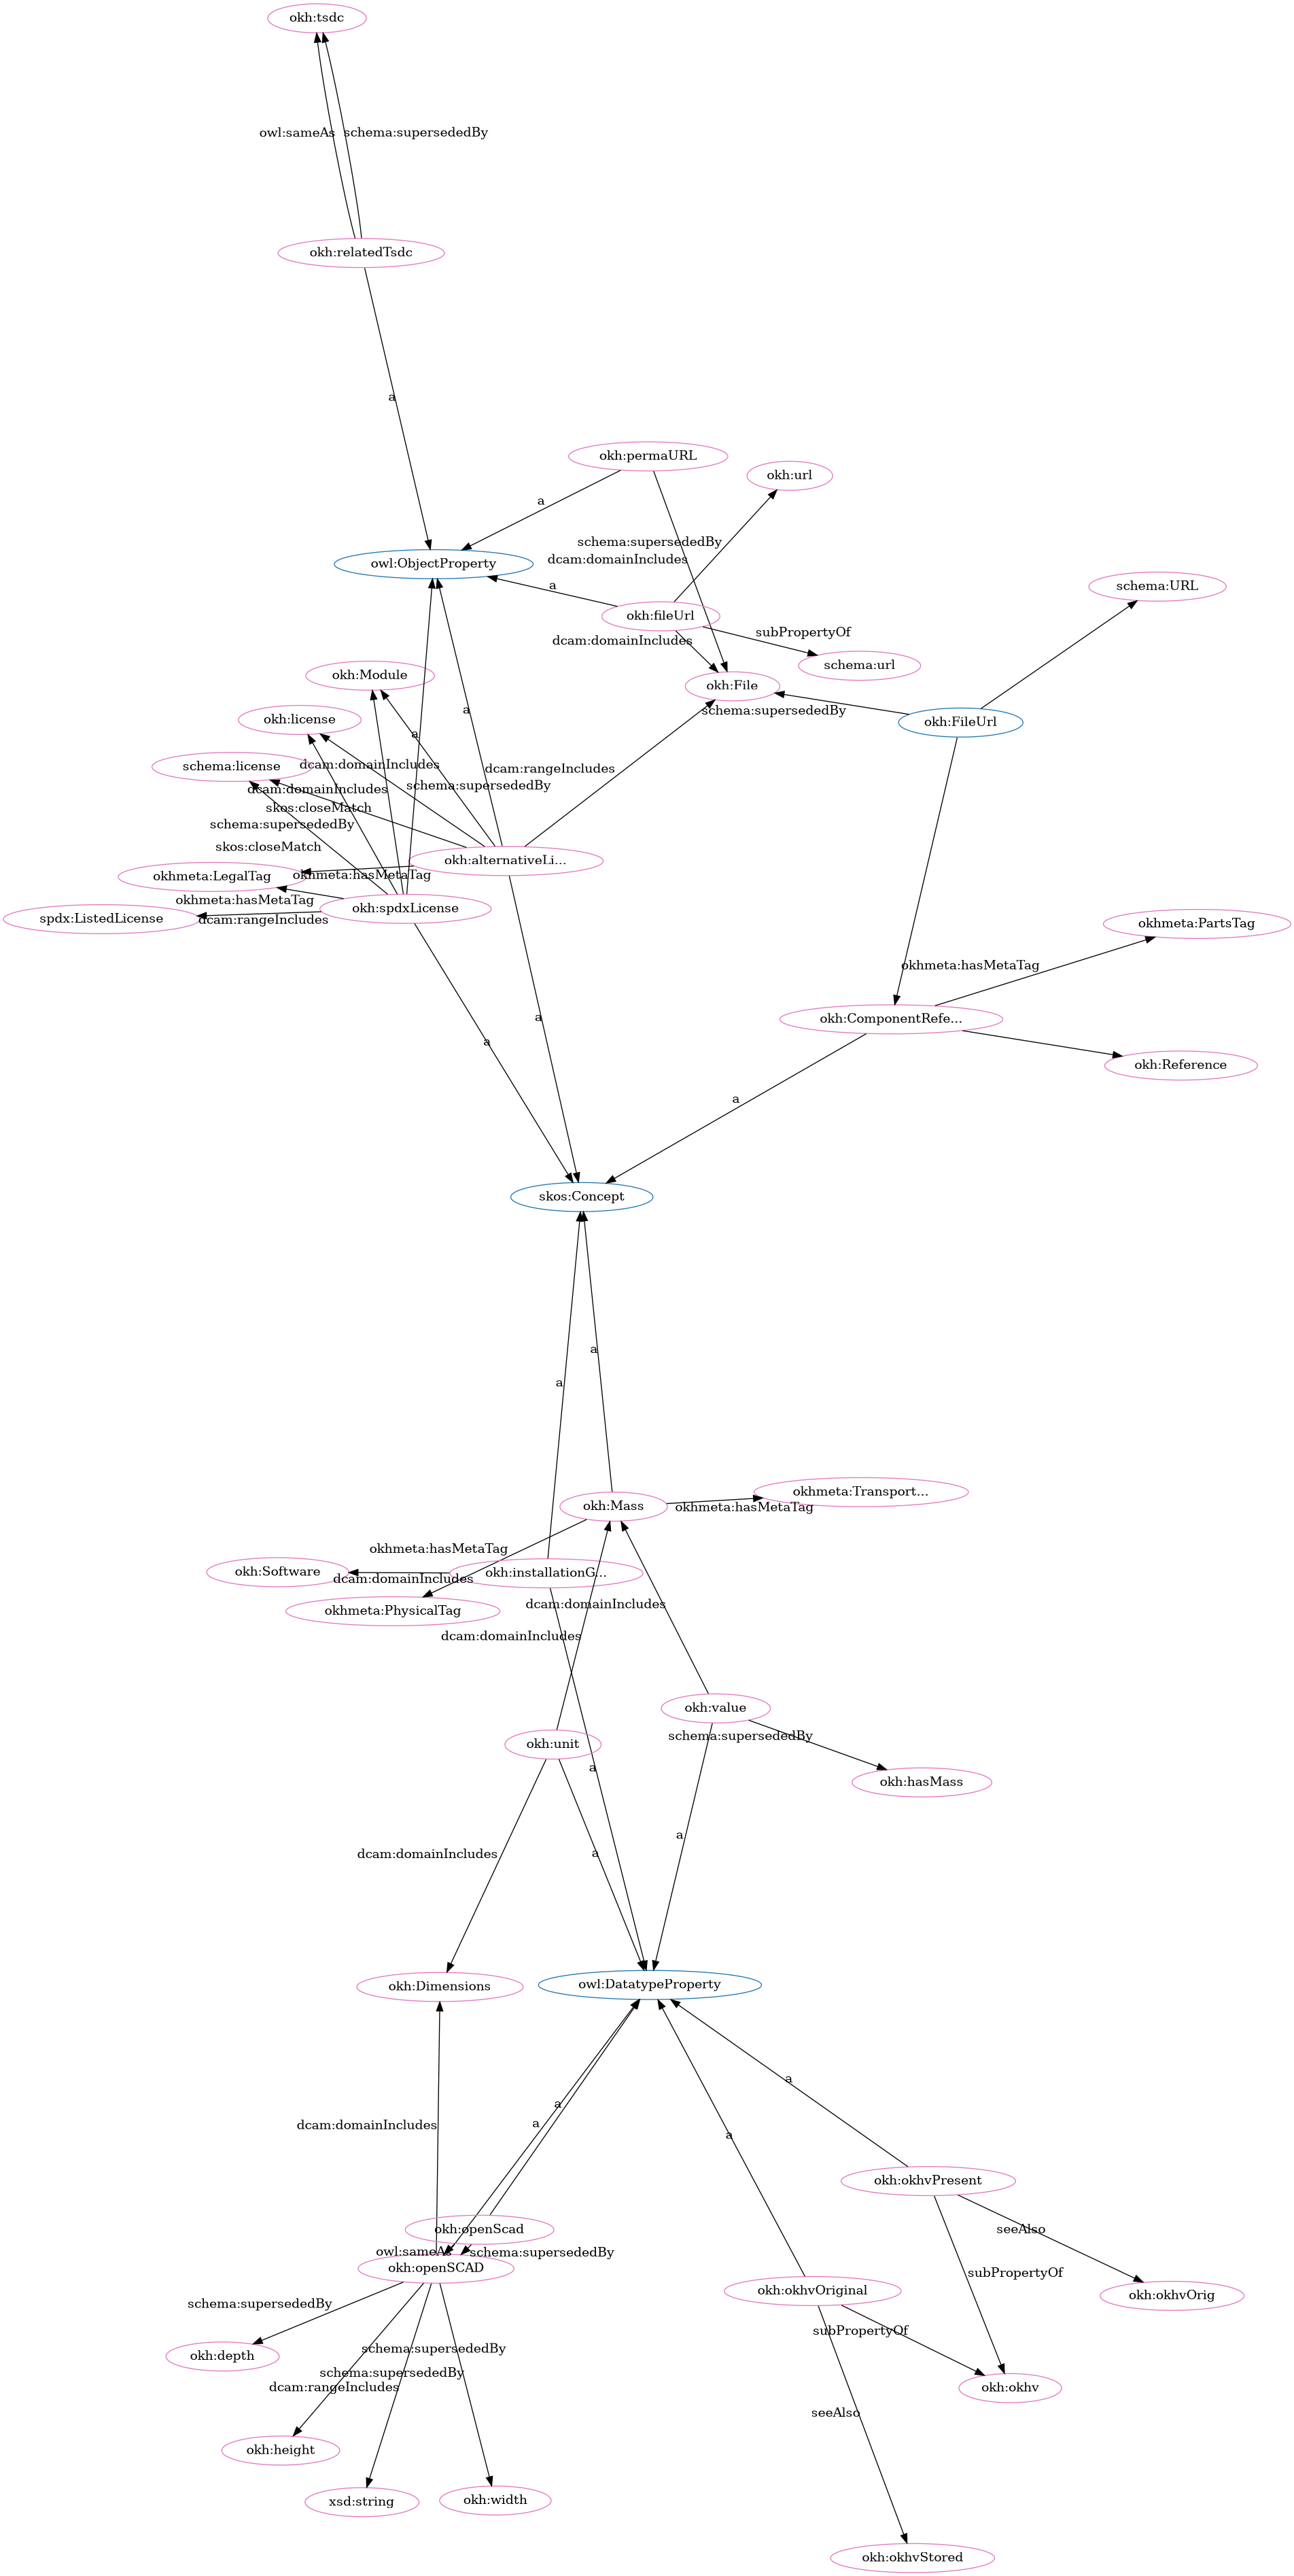 okh:tsdc
owl:sameAs
schema:supersededBy
okh:relatedTsdc
a
okh:permaURL
okh:url
a
schema:supersededBy
dcam:domainIncludes
owl:ObjectProperty
a
schema:URL
okh:fileUrl
subPropertyOf
dcam:domainIncludes
schema:url
okh:Module
okh:File
a
schema:supersededBy
okh:license
okh:FileUrl
a
schema:license
dcam:domainIncludes
dcam:rangeIncludes
schema:supersededBy
dcam:domainIncludes
skos:closeMatch
schema:supersededBy
skos:closeMatch
okh:alternativeLi...
okhmeta:LegalTag
okhmeta:hasMetaTag
okhmeta:hasMetaTag
okh:spdxLicense
spdx:ListedLicense
dcam:rangeIncludes
okhmeta:PartsTag
okhmeta:hasMetaTag
a
okh:ComponentRefe...
a
okh:Reference
a
skos:Concept
a
a
okhmeta:Transport...
okh:Mass
okhmeta:hasMetaTag
okhmeta:hasMetaTag
okh:Software
okh:installationG...
dcam:domainIncludes
okhmeta:PhysicalTag
dcam:domainIncludes
dcam:domainIncludes
okh:value
schema:supersededBy
okh:unit
a
okh:hasMass
a
dcam:domainIncludes
a
okh:Dimensions
owl:DatatypeProperty
a
a
a
dcam:domainIncludes
a
okh:okhvPresent
okh:openScad
seeAlso
owl:sameAs
schema:supersededBy
okh:openSCAD
subPropertyOf
okh:okhvOriginal
okh:okhvOrig
schema:supersededBy
subPropertyOf
schema:supersededBy
okh:depth
schema:supersededBy
dcam:rangeIncludes
okh:okhv
seeAlso
okh:height
okh:width
xsd:string
okh:okhvStored